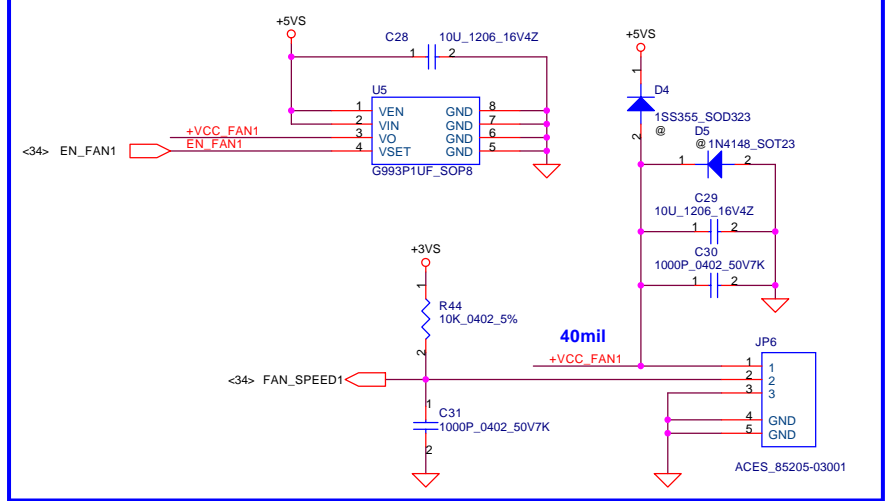 +5VS
C28
10U_1206_16V4Z
1
2
U5
1 VEN GND 8
2 VIN GND 7
+VCC_FAN1 3 VO GND 6
<34> EN_FAN1 EN_FAN1 4 VSET GND 5
G993P1UF_SOP8
+5VS
1
D4
1SS355_SOD323
@
2
D5
@ 1N4148_SOT23
1
2
C29
10U_1206_16V4Z
1
2
C30
1000P_0402_50V7K
1
2
+3VS
1
R44
10K_0402_5%
2
40mil
+VCC_FAN1
<34> FAN_SPEED1
1
C31
1000P_0402_50V7K
2
JP6
1 1
2 2
3 3
4 GND
5 GND
ACES_85205-03001